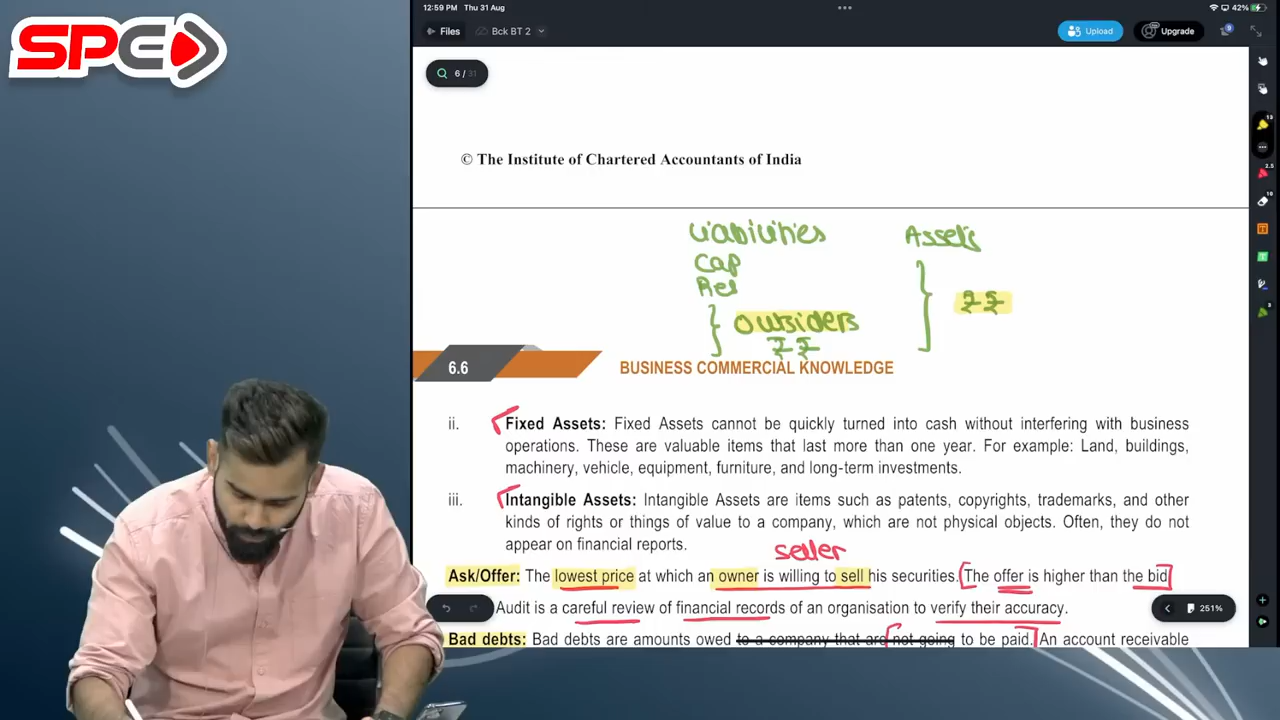 SPC
12:59 PM Thu 31 Aug
42%
Files
Bck BT 2
Upload
Upgrade
6 / 31
© The Institute of Chartered Accountants of India
Liabilities Assets
Cap
Res
Outsiders
₹ ₹
₹ ₹
6.6 BUSINESS COMMERCIAL KNOWLEDGE
ii. Fixed Assets: Fixed Assets cannot be quickly turned into cash without interfering with business
operations. These are valuable items that last more than one year. For example: Land, buildings,
machinery, vehicle, equipment, furniture, and long-term investments.
iii. Intangible Assets: Intangible Assets are items such as patents, copyrights, trademarks, and other
kinds of rights or things of value to a company, which are not physical objects. Often, they do not
appear on financial reports.
seller
Ask/Offer: The lowest price at which an owner is willing to sell his securities. The offer is higher than the bid
Audit is a careful review of financial records of an organisation to verify their accuracy.
251%
Bad debts: Bad debts are amounts owed to a company that are not going to be paid. An account receivable